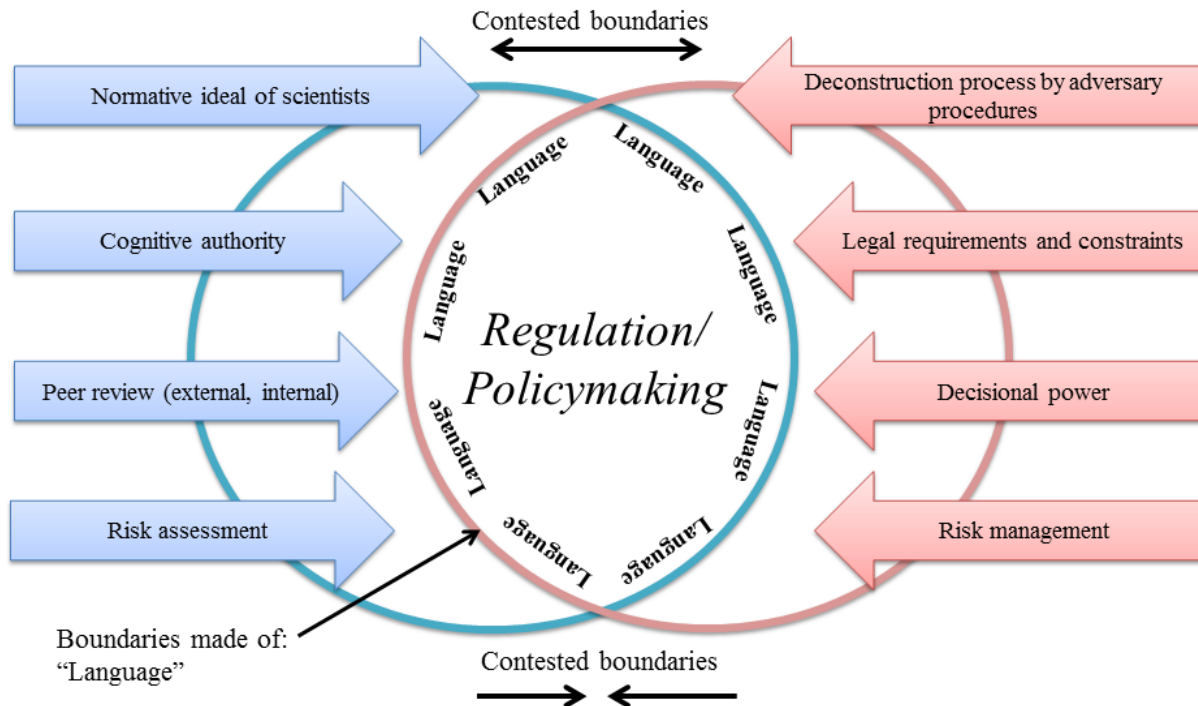 Contested boundaries
Normative ideal of scientists
Deconstruction process by adversary
procedures
Language
Language
Cognitive authority
Legal requirements and constraints
Language
Language
Regulation/
Policymaking
Peer review (external, internal)
Decisional power
Language
Language
Risk assessment
Risk management
Language
Language
Boundaries made of:
“Language”
Contested boundaries